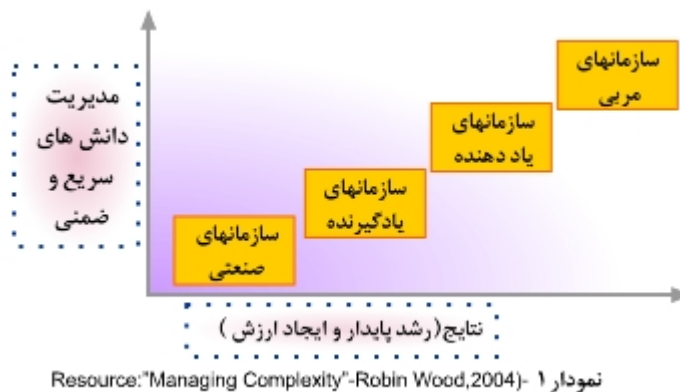 سازمانهای
مربی
سازمانهای
یاد دهنده
سازمانهای
یادگیرنده
سازمانهای
صنعتی
مدیریت
دانش های
سریع و
ضمنی
نتایج(رشد پایدار و ایجاد ارزش )
نمودار ۱ -Resource:"Managing Complexity"-Robin Wood,2004)